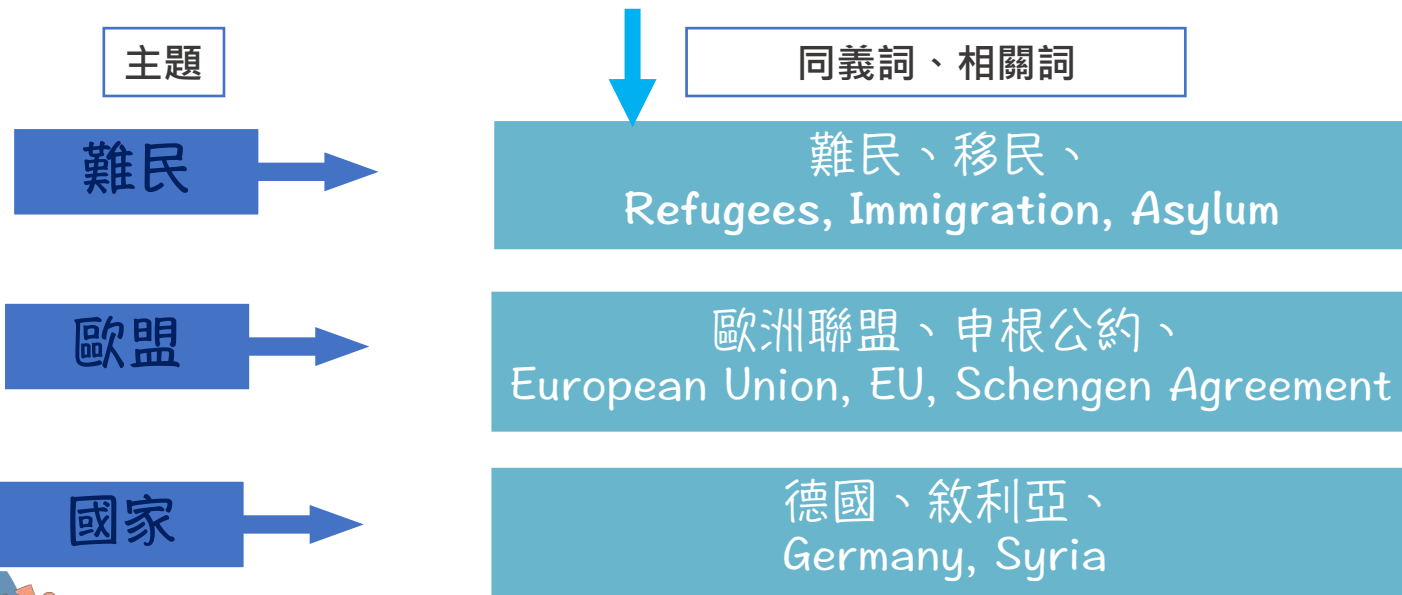 主題
同義詞、相關詞
難民
難民、移民、
Refugees, Immigration, Asylum
歐盟
歐洲聯盟、申根公約、
European Union, EU, Schengen Agreement
國家
德國、敘利亞、
Germany, Syria